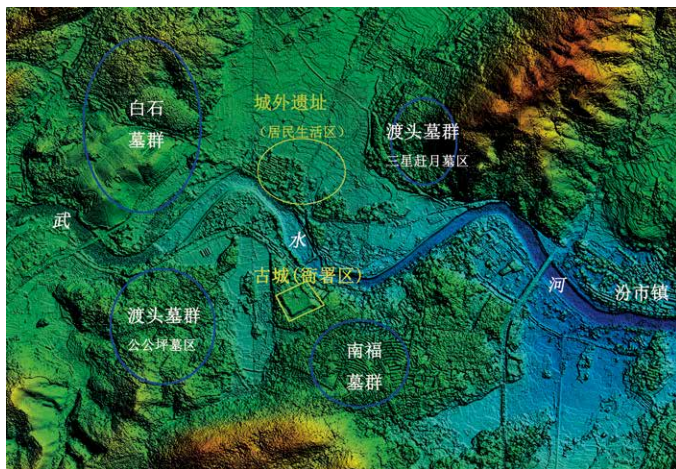 白石
墓群
城外遗址
（居民生活区）
渡头墓群
三星赶月墓区
武
水
古城(衙署区)
河
汾市镇
渡头墓群
公公坪墓区
南福
墓群